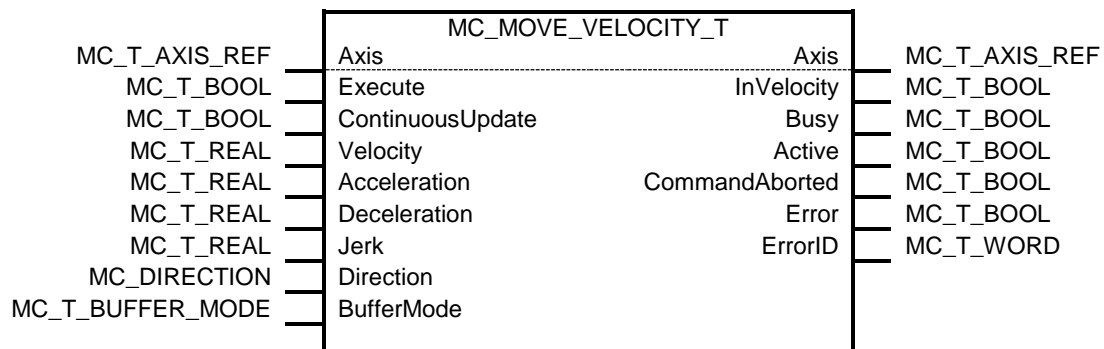 MC_MOVE_VELOCITY_T
MC_T_AXIS_REF Axis Axis MC_T_AXIS_REF
MC_T_BOOL Execute InVelocity MC_T_BOOL
MC_T_BOOL ContinuousUpdate Busy MC_T_BOOL
MC_T_REAL Velocity Active MC_T_BOOL
MC_T_REAL Acceleration CommandAborted MC_T_BOOL
MC_T_REAL Deceleration Error MC_T_BOOL
MC_T_REAL Jerk ErrorID MC_T_WORD
MC_DIRECTION Direction
MC_T_BUFFER_MODE BufferMode